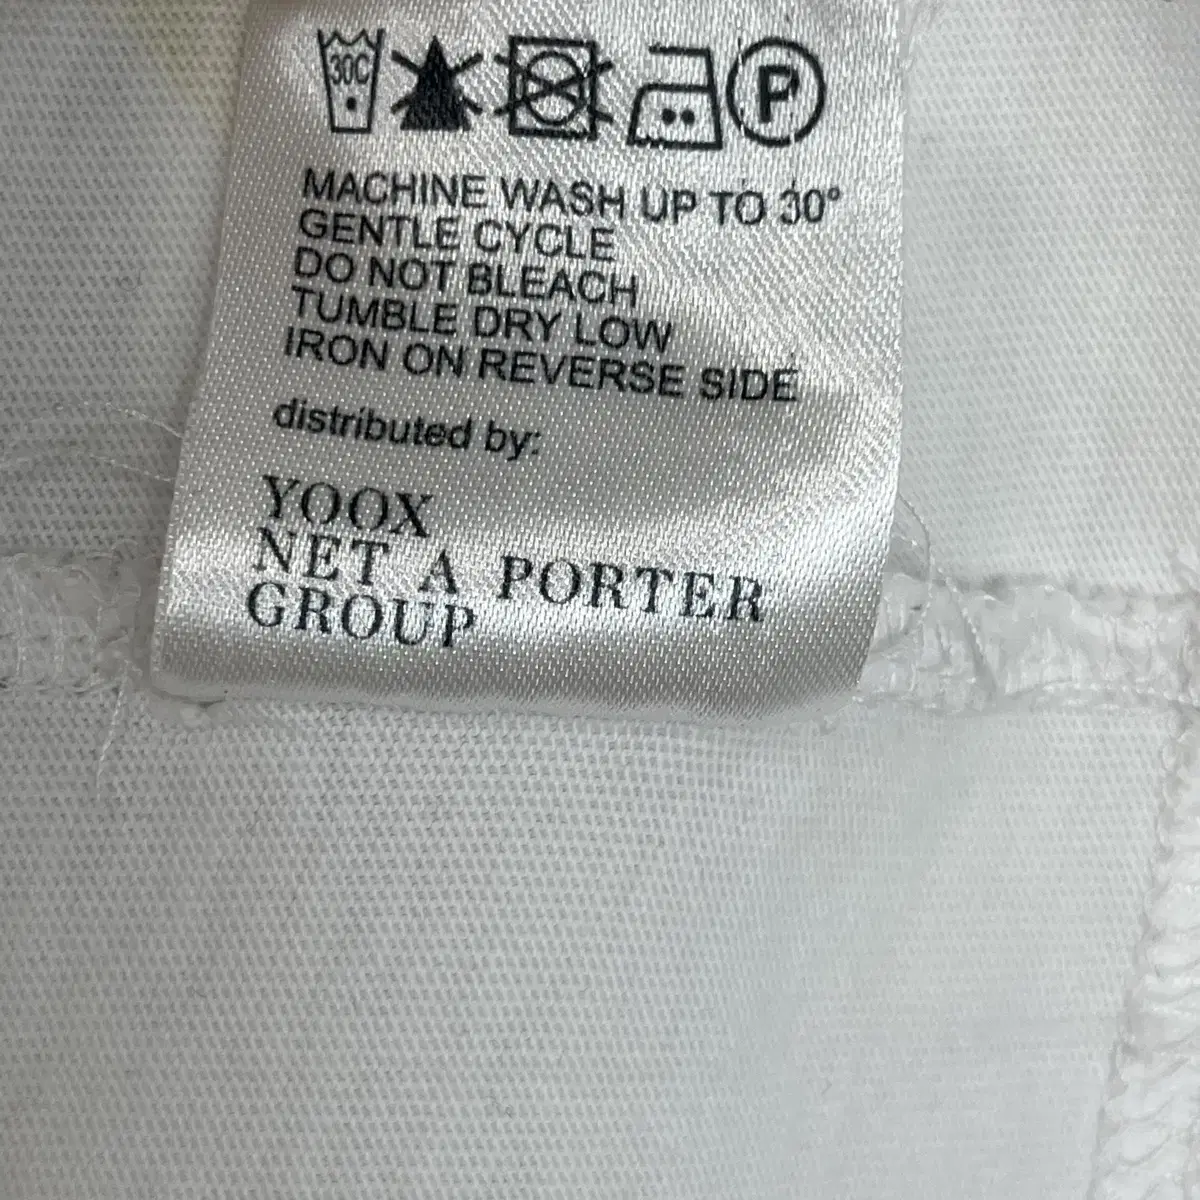 30C
P
MACHINE WASH UP TO 30°
GENTLE CYCLE
DO NOT BLEACH
TUMBLE DRY LOW
IRON ON REVERSE SIDE
distributed by:
YOOX
NET A PORTER
GROUP